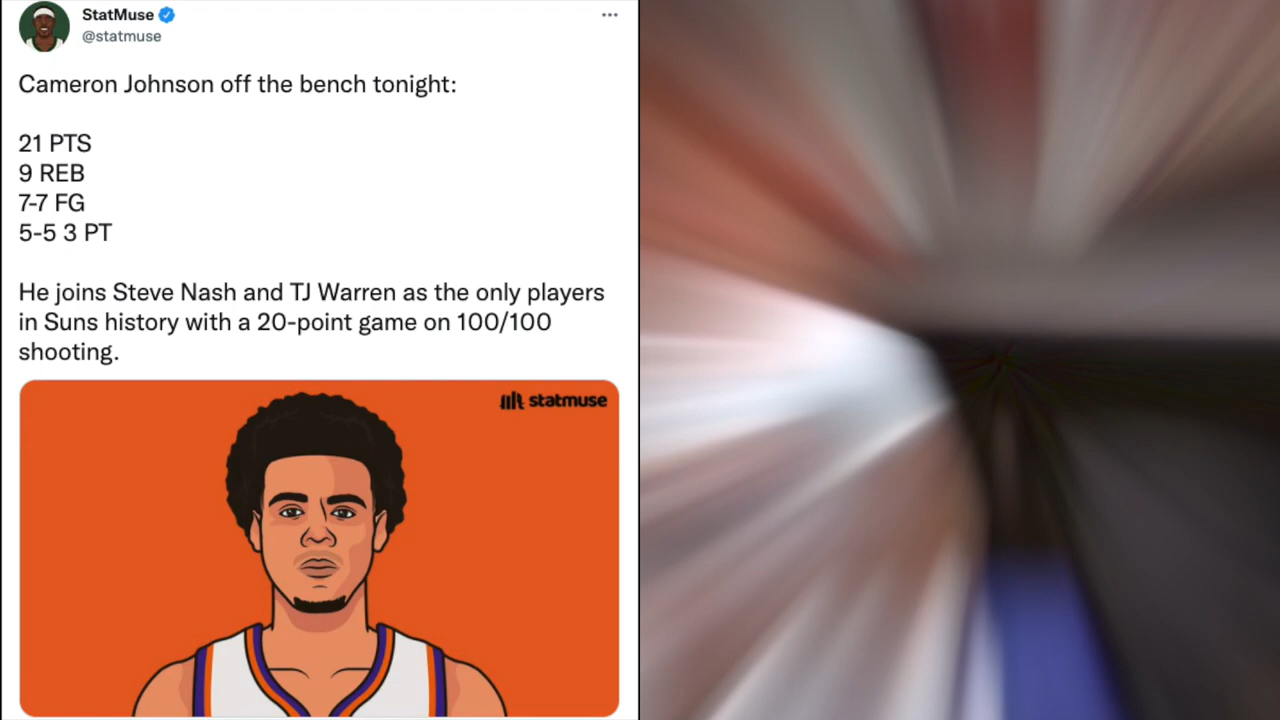 StatMuse
@statmuse
Cameron Johnson off the bench tonight:
21 PTS
9 REB
7-7 FG
5-5 3 PT
He joins Steve Nash and TJ Warren as the only players
in Suns history with a 20-point game on 100/100
shooting.
statmuse